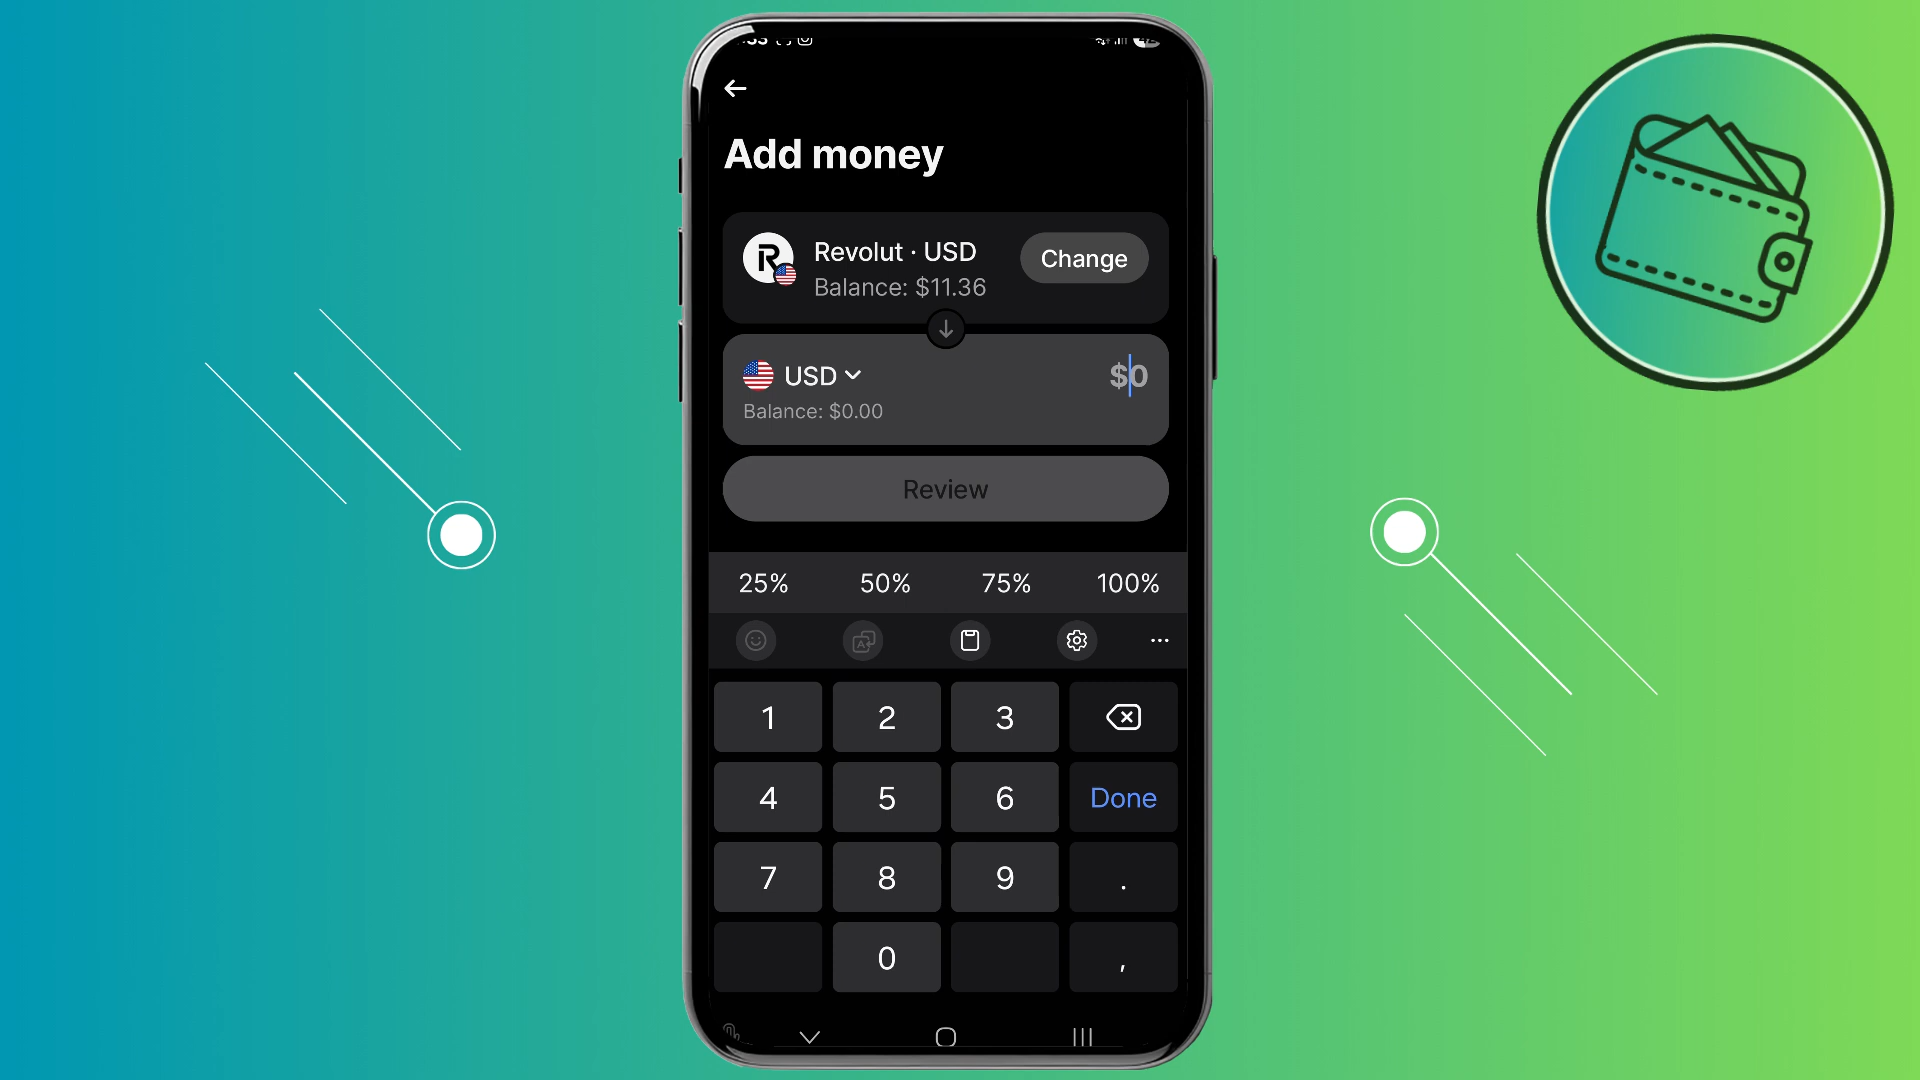 Add money
Revolut · USD
Balance: $11.36
Change
USD
$0
Balance: $0.00
Review
25% 50% 75% 100%
1 2 3
4 5 6 Done
7 8 9 .
0 ,